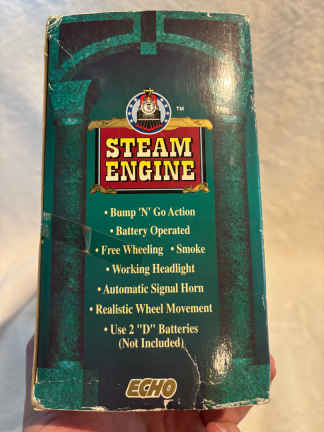 TM
STEAM
ENGINE
• Bump 'N' Go Action
• Battery Operated
• Free Wheeling • Smoke
• Working Headlight
• Automatic Signal Horn
• Realistic Wheel Movement
• Use 2 "D" Batteries
(Not Included)
ECHO